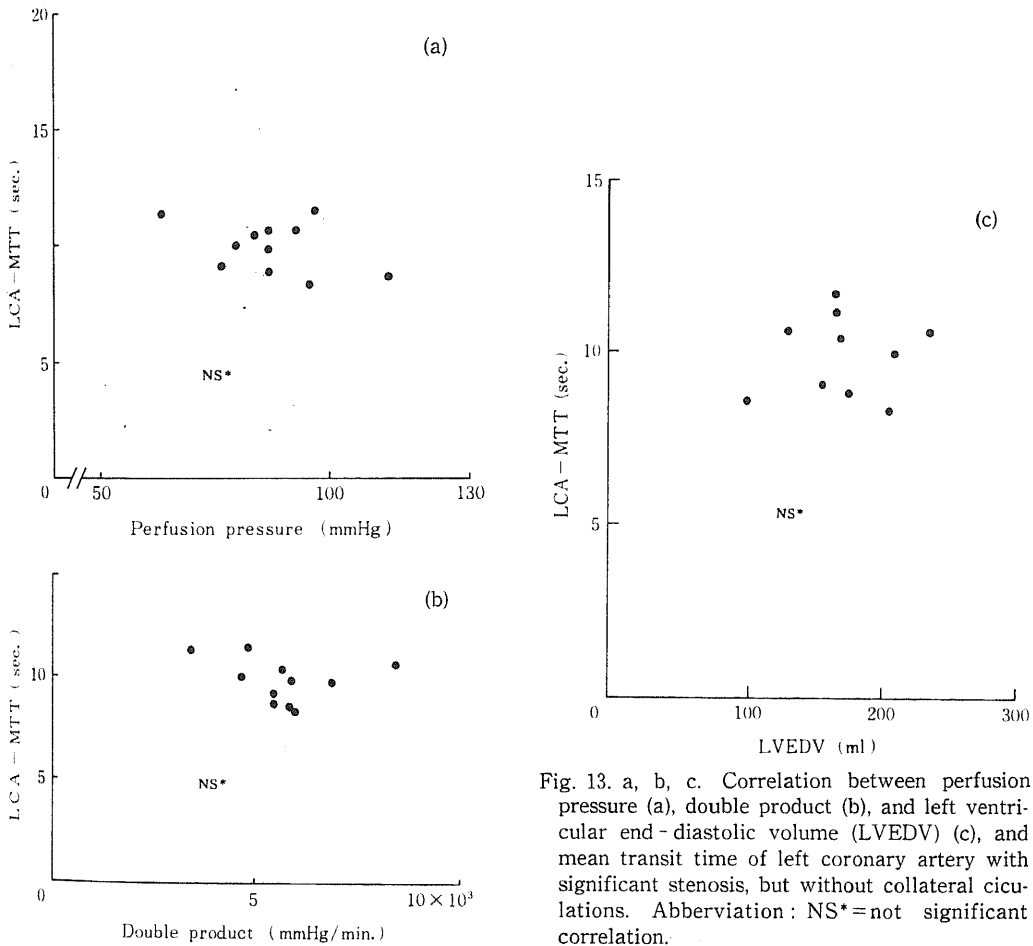 20
(a)
15
10
5
LCA-MTT (sec.)
NS*
0 50 100 130
Perfusion pressure (mmHg)
(b)
10
5
LCA-MTT (sec.)
NS*
0 5 10×10³
Double product (mmHg/min.)
15
(c)
10
5
LCA-MTT (sec.)
NS*
0 100 200 300
LVEDV (ml)
Fig. 13. a, b, c. Correlation between perfusion
pressure (a), double product (b), and left ventri-
cular end-diastolic volume (LVEDV) (c), and
mean transit time of left coronary artery with
significant stenosis, but without collateral cicu-
lations. Abberviation : NS*=not significant
correlation.